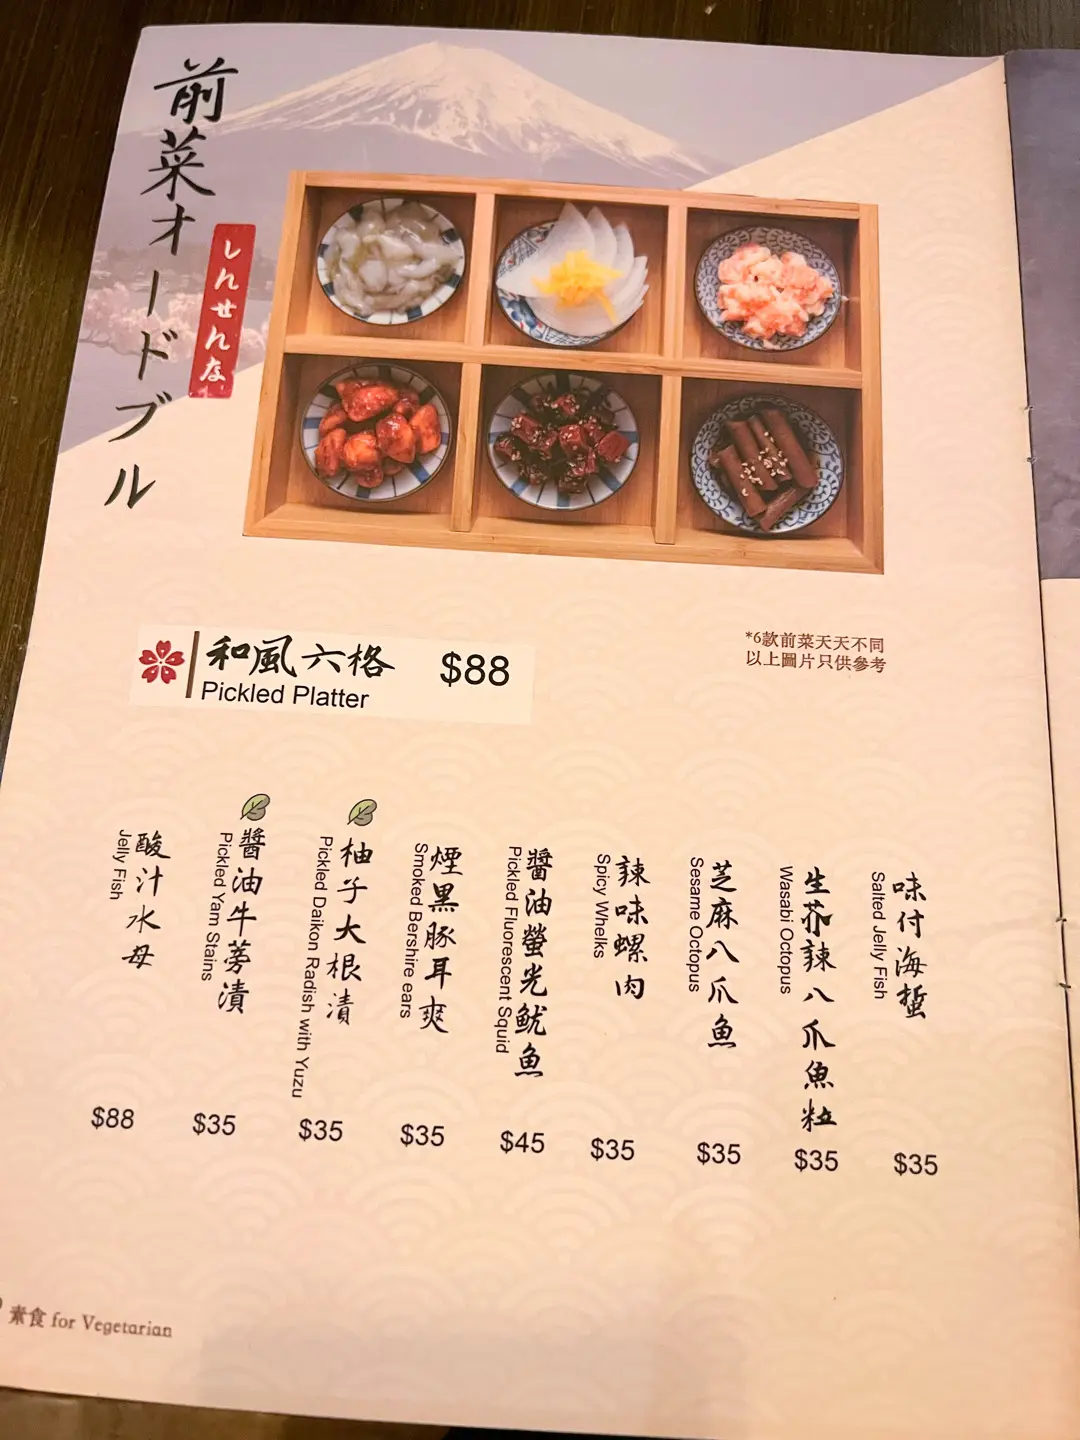 前菜オードブル
しんせんな
和風六格
$88
Pickled Platter
*6款前菜天天不同
以上圖片只供參考
味付海蜇
Salted Jelly Fish
$35
生芥辣八爪魚粒
Wasabi Octopus
$35
芝麻八爪魚
Sesame Octopus
$35
辣味螺肉
Spicy Whelks
$35
醬油螢光魷魚
Pickled Fluorescent Squid
$45
煙黑豚耳爽
Smoked Bershire ears
$35
柚子大根漬
Pickled Daikon Radish with Yuzu
$35
醬油牛蒡漬
Pickled Yam Stains
$35
酸汁水母
Jelly Fish
$88
素食 for Vegetarian